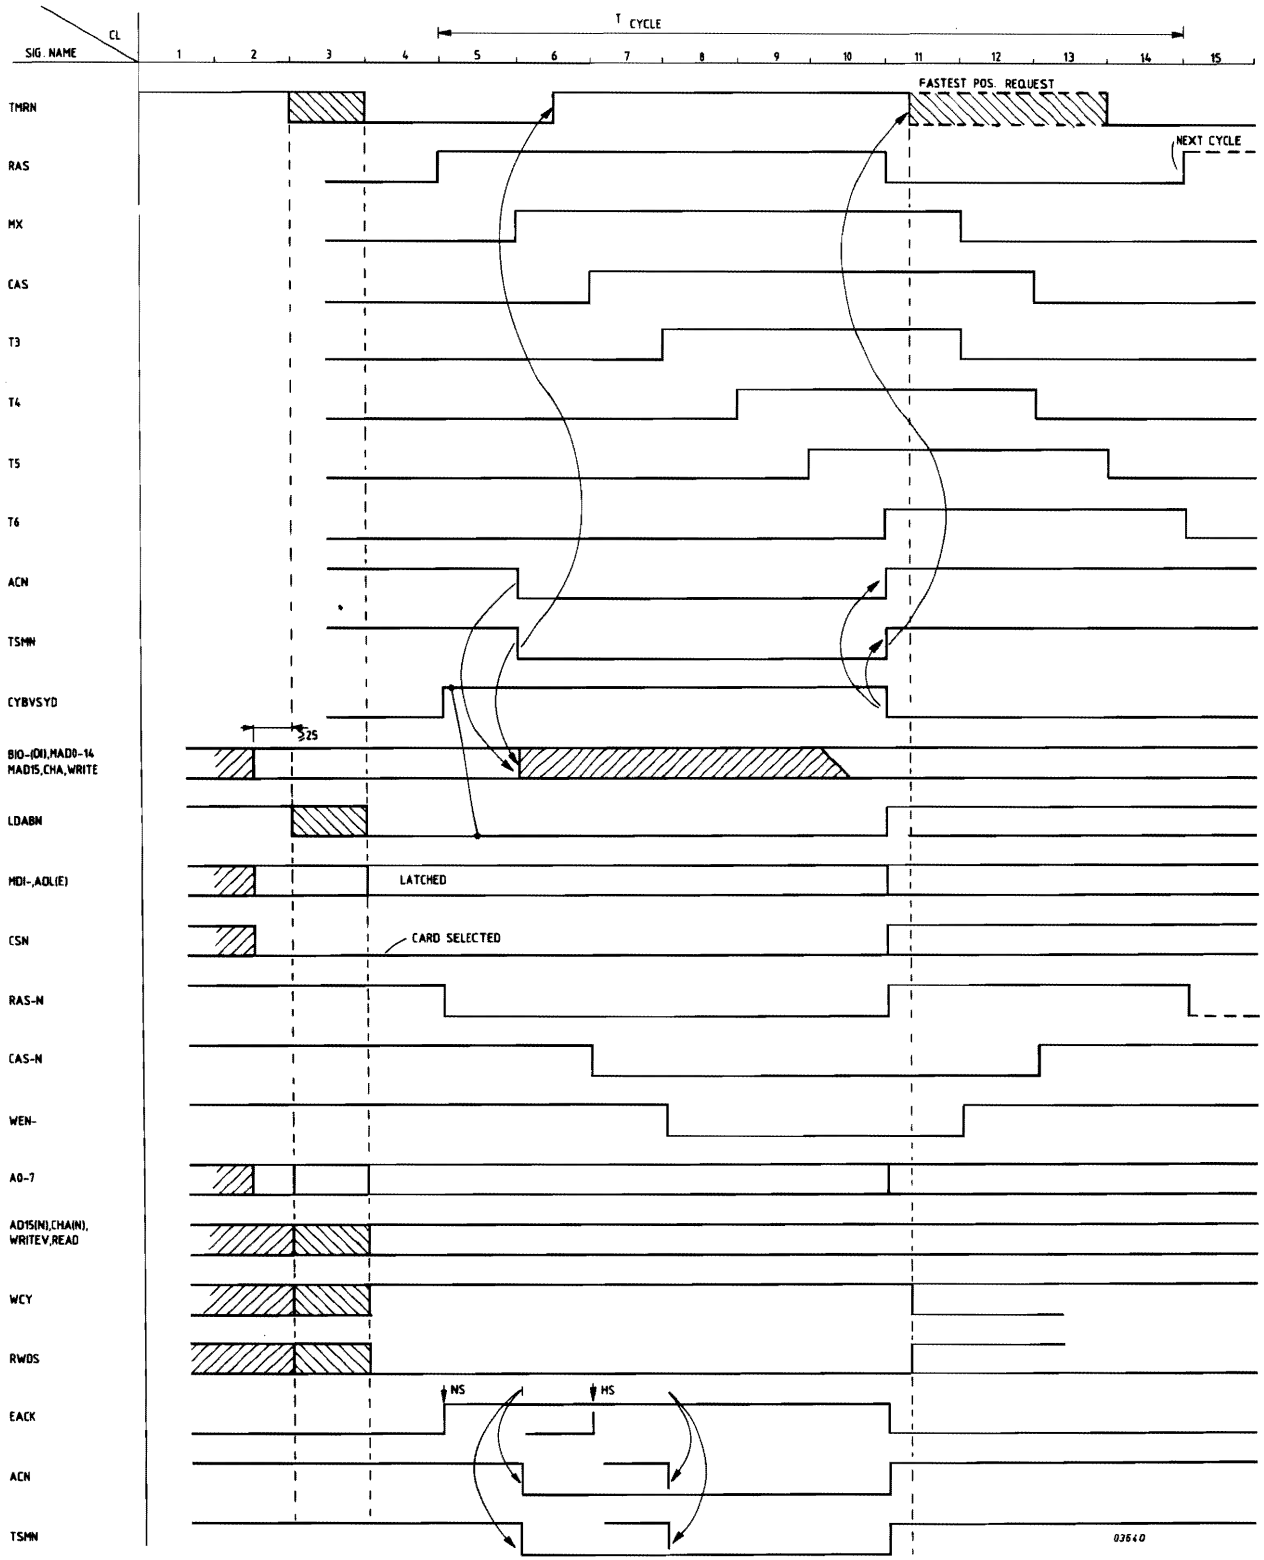 CL
T CYCLE
SIG. NAME
1 2 3 4 5 6 7 8 9 10 11 12 13 14 15
FASTEST POS. REQUEST
TMRN
NEXT CYCLE
RAS
MX
CAS
T3
T4
T5
T6
ACN
TSMN
CYBVSYD
≥25
BIO-(DI),MAD0-14
MAD15,CHA,WRITE
LDABN
MDI-,ADL(E)
LATCHED
CSN
CARD SELECTED
RAS-N
CAS-N
WEN-
A0-7
AD15(N),CHA(N),
WRITEV,READ
WCY
RWDS
NS HS
EACK
ACN
TSMN
03640